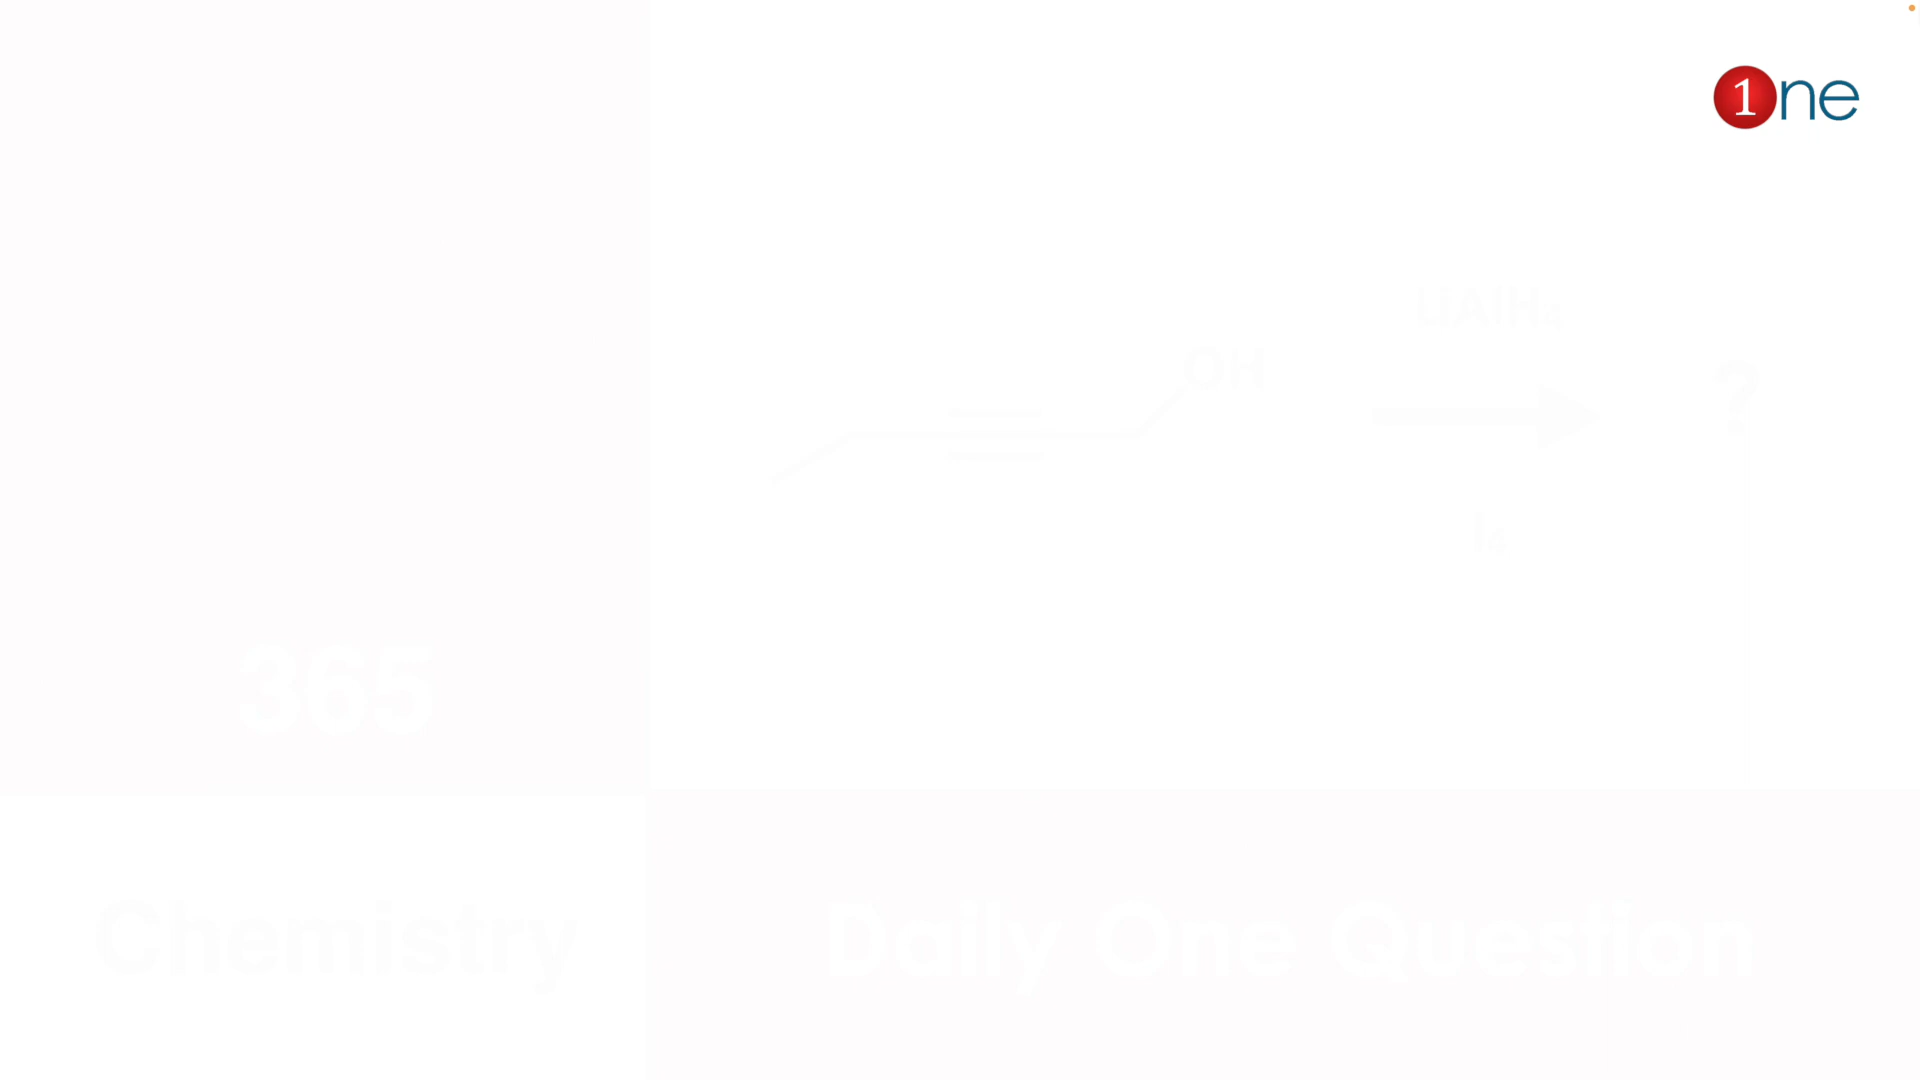 1ne
LiAlH₄
OH
?
I₂
365
Chemistry
Daily One Question